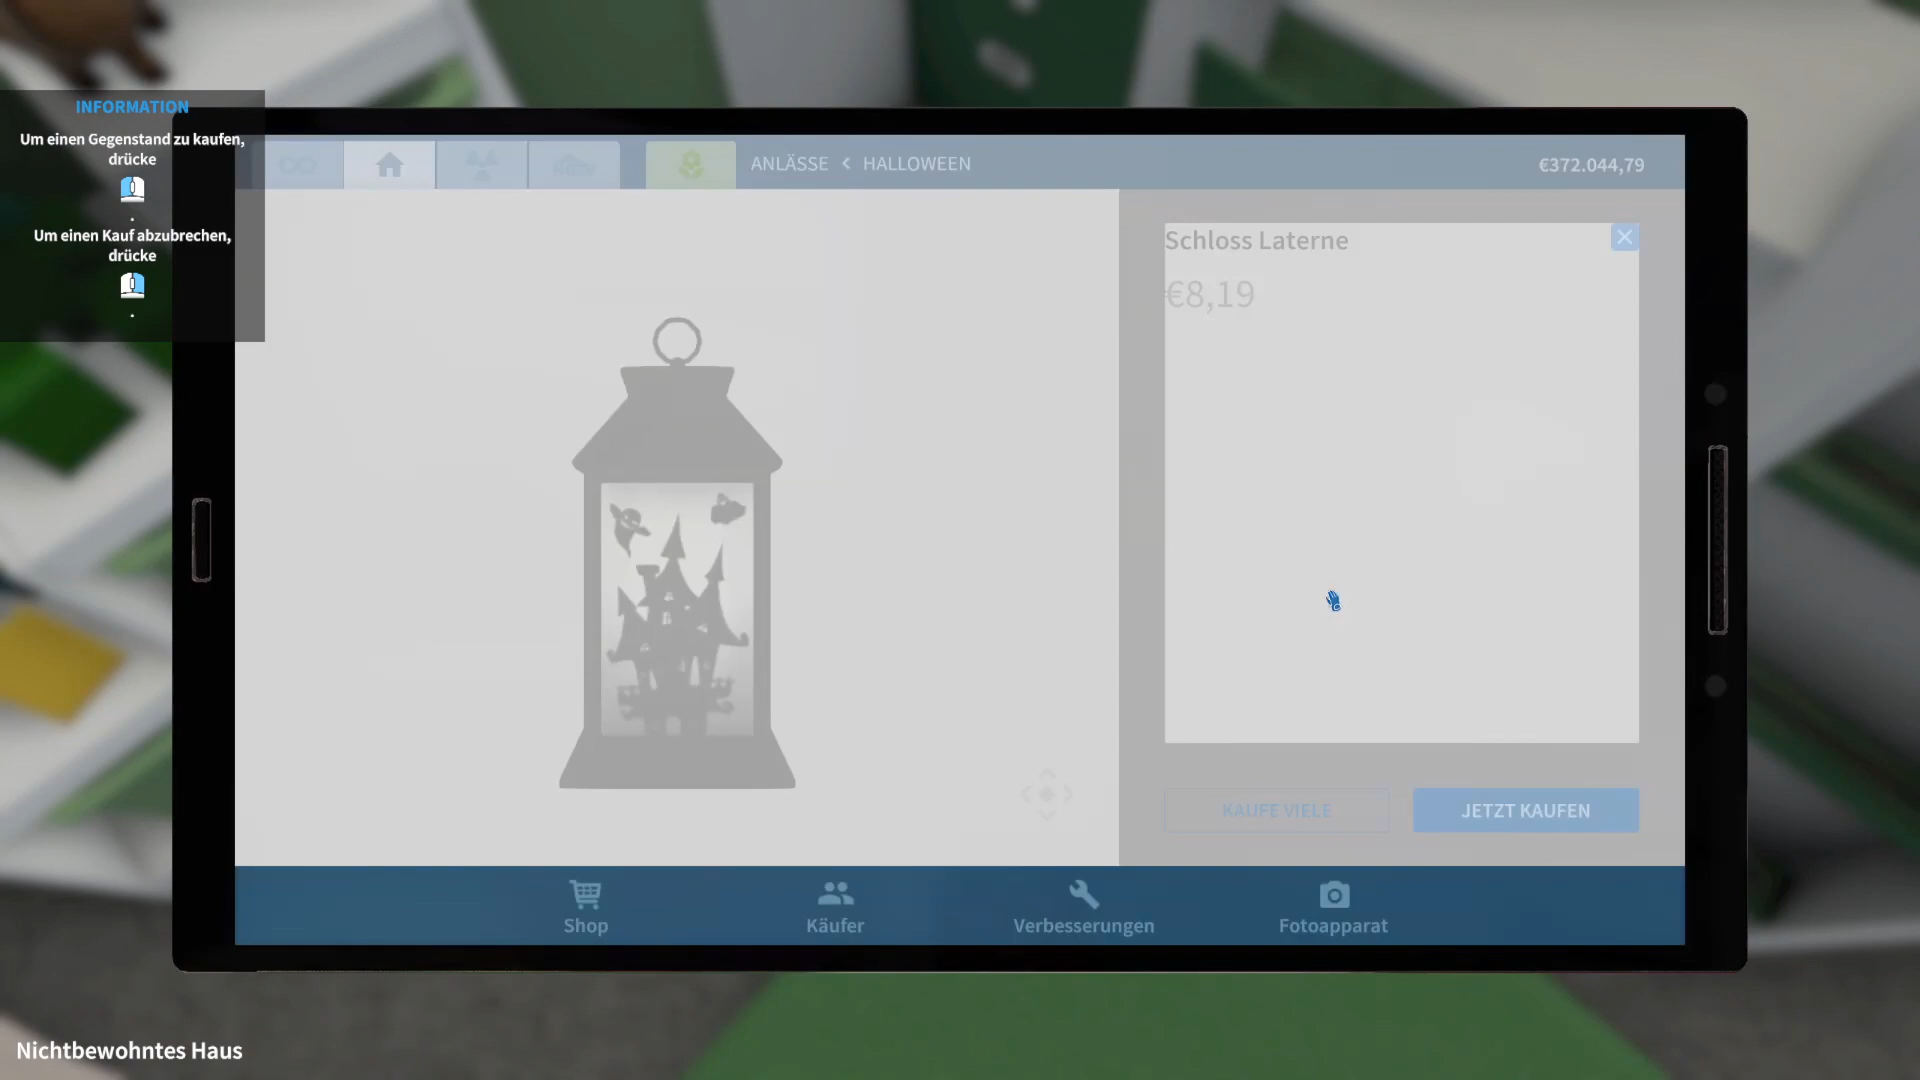 INFORMATION
Um einen Gegenstand zu kaufen,
drücke
.
Um einen Kauf abzubrechen,
drücke
.
ANLÄSSE < HALLOWEEN
€372.044,79
Schloss Laterne
€8,19
KAUFE VIELE
JETZT KAUFEN
Shop
Käufer
Verbesserungen
Fotoapparat
Nichtbewohntes Haus